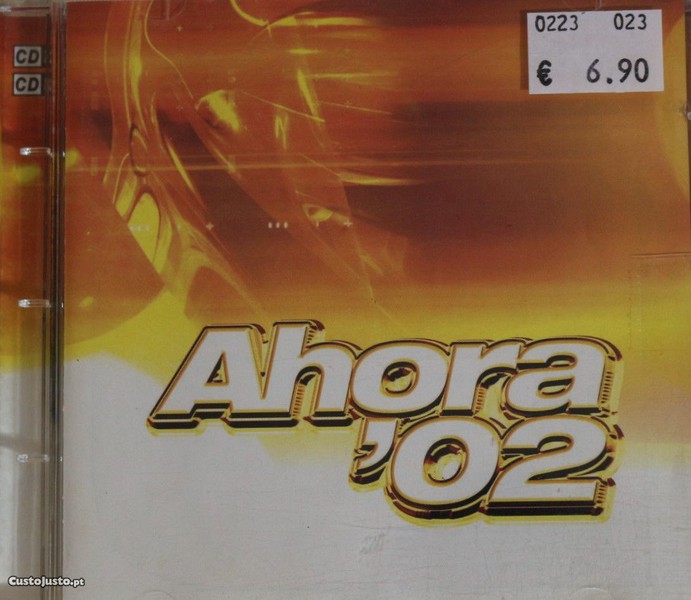 CD
CD
0223 023
€ 6.90
Ahora
'02
CustoJusto.pt